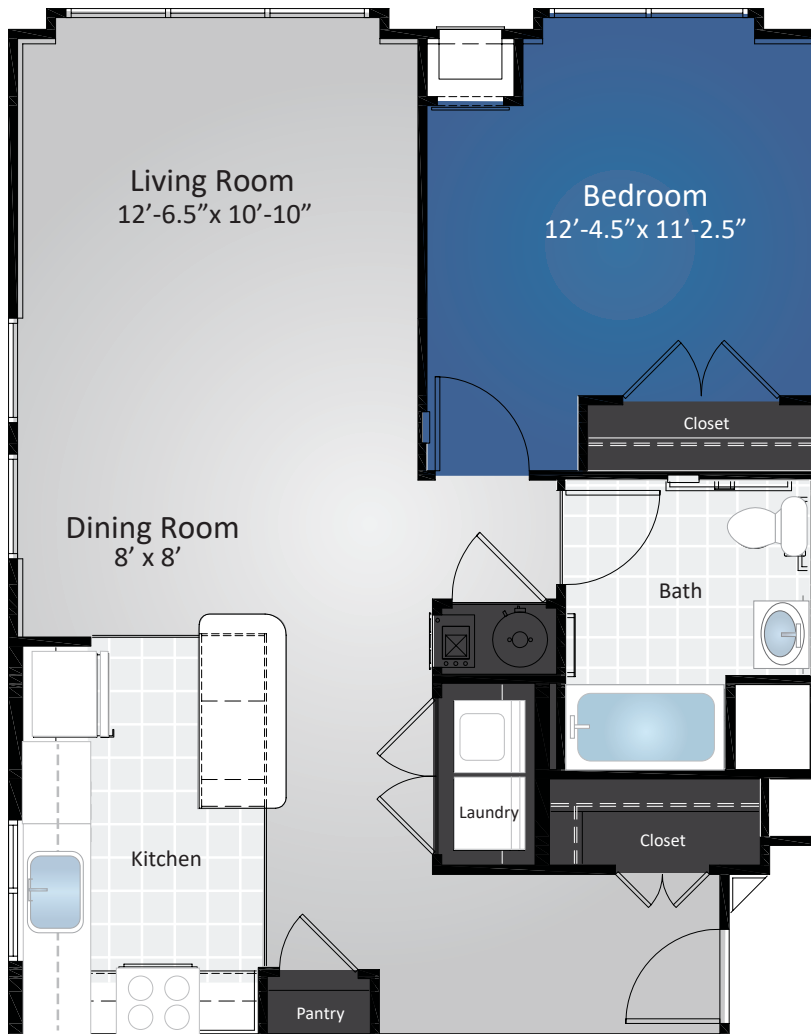 Living Room
12’-6.5”x 10’-10”
Bedroom
12’-4.5”x 11’-2.5”
Closet
Dining Room
8’ x 8’
Bath
Laundry
Closet
Kitchen
Pantry